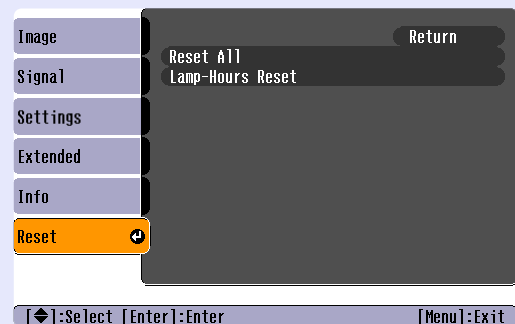 Image
Signal
Settings
Extended
Info
Reset
Return
Reset All
Lamp-Hours Reset
[◆]:Select [Enter]:Enter [Menu]:Exit